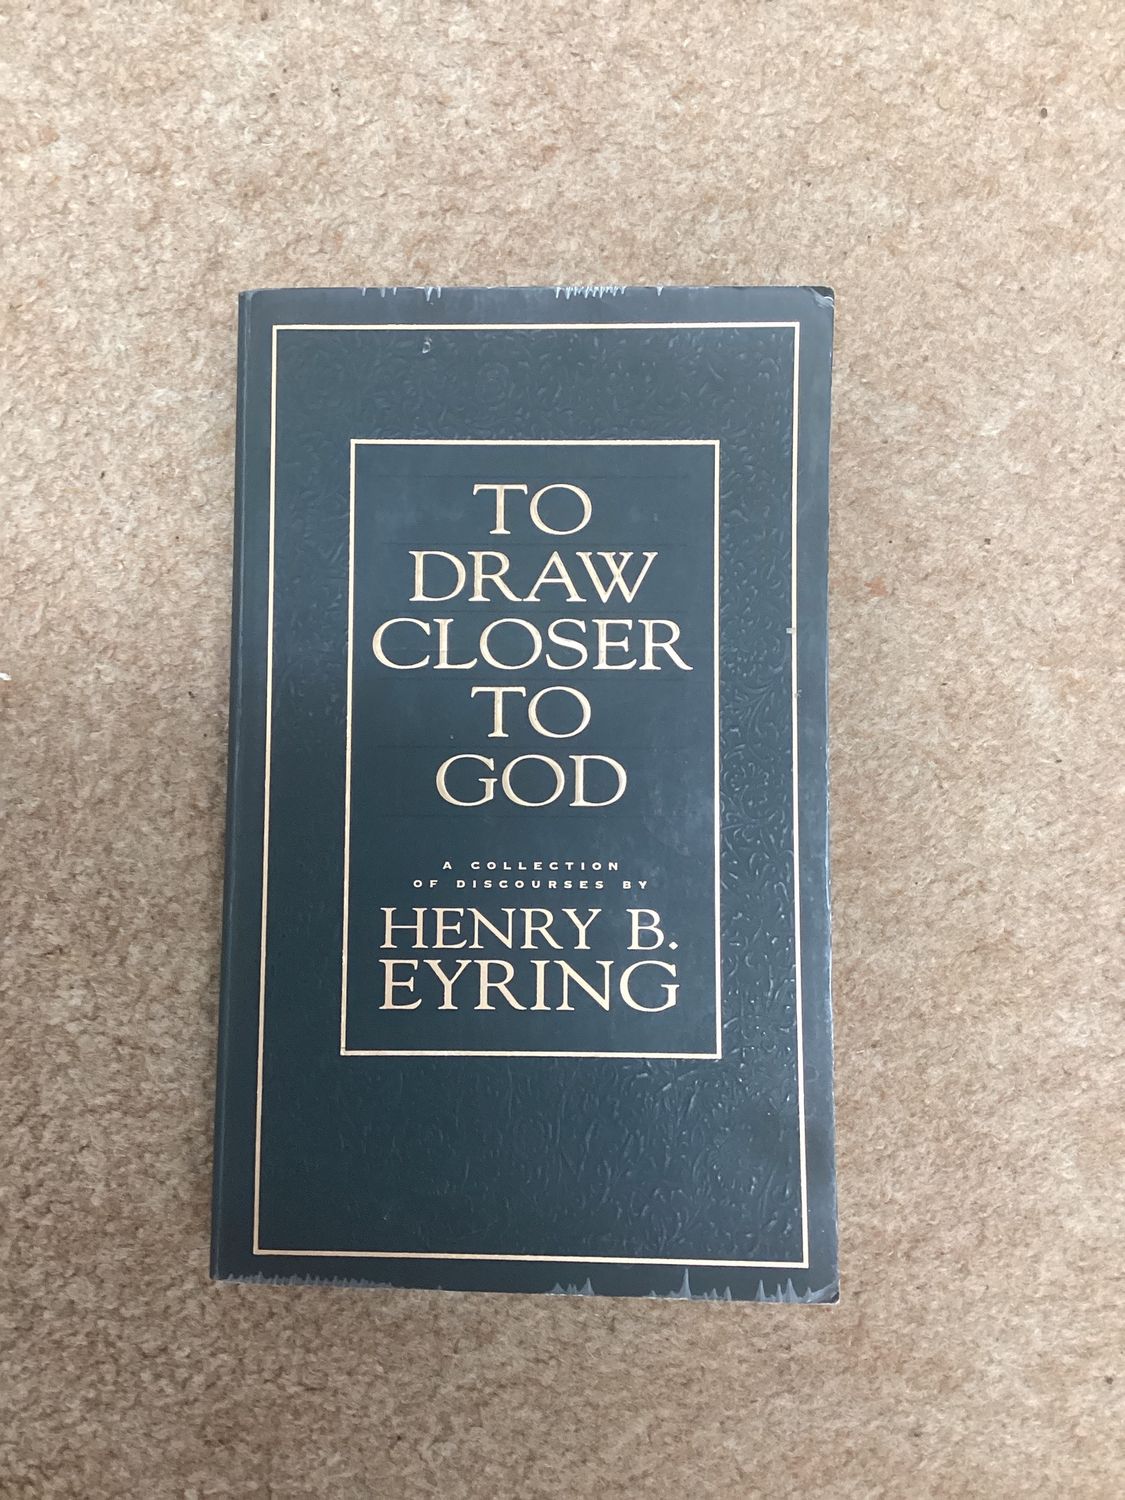 TO
DRAW
CLOSER
TO
GOD
A COLLECTION
OF DISCOURSES BY
HENRY B.
EYRING